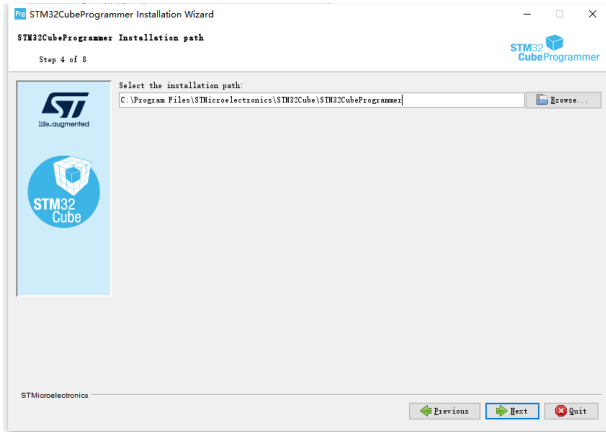 Prg STM32CubeProgrammer Installation Wizard
STM32CubeProgrammer Installation path
Step 4 of 8
STM32
CubeProgrammer
Select the installation path:
C:\Program Files\STMicroelectronics\STM32Cube\STM32CubeProgrammer
Browse...
life.augmented
STM32
Cube
STMicroelectronics
Previous
Next
Quit